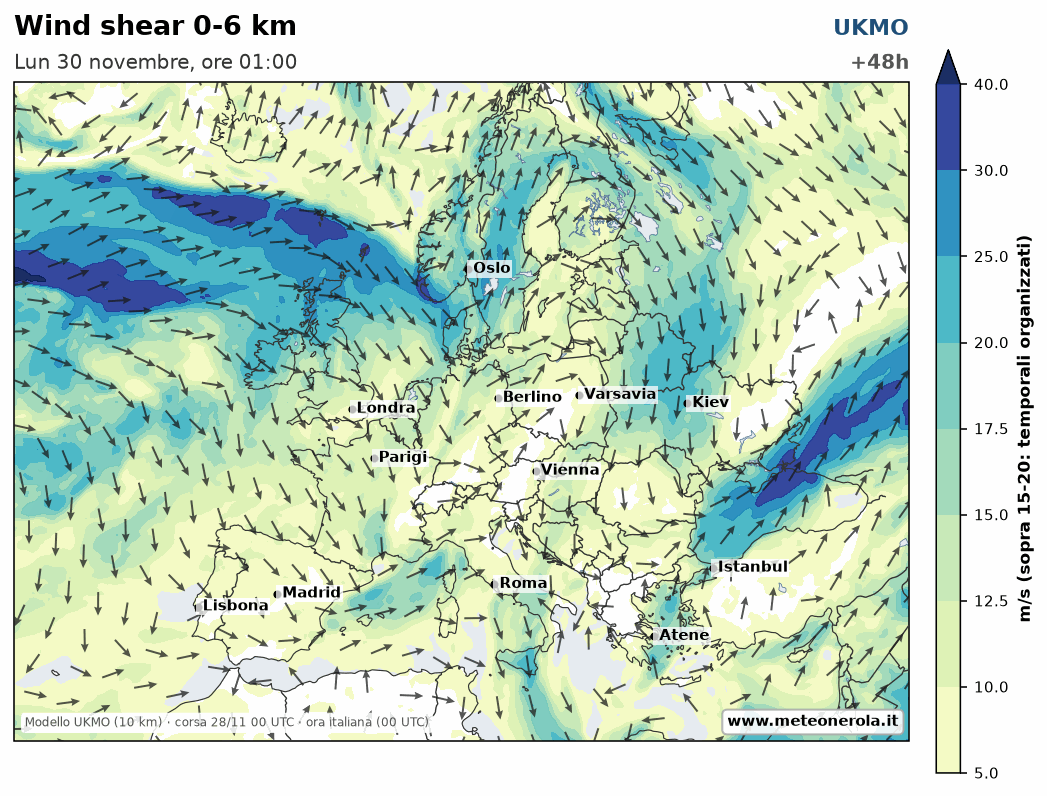 Wind shear 0-6 km
UKMO
Lun 30 novembre, ore 01:00
+48h
40.0
30.0
25.0
20.0
17.5
15.0
12.5
10.0
5.0
m/s (sopra 15-20: temporali organizzati)
Oslo
Berlino
Varsavia
Kiev
Londra
Parigi
Vienna
Istanbul
Roma
Madrid
Lisbona
Atene
Modello UKMO (10 km) · corsa 28/11 00 UTC · ora italiana (00 UTC)
www.meteonerola.it